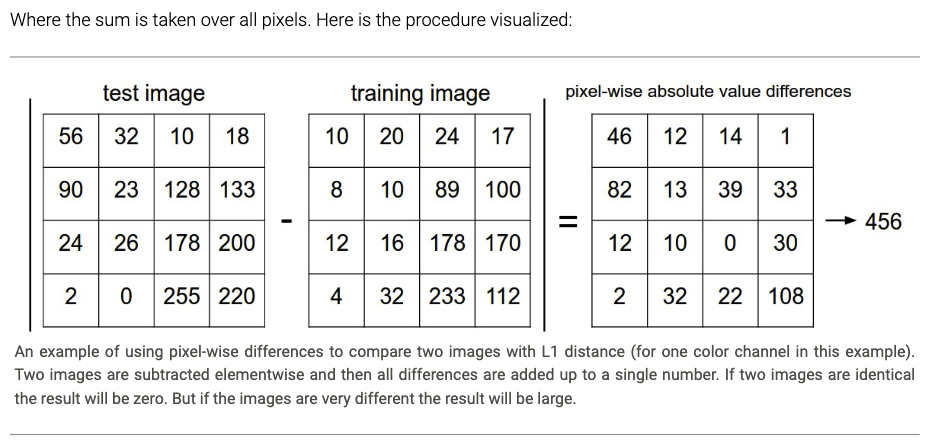 Where the sum is taken over all pixels. Here is the procedure visualized:
test image training image pixel-wise absolute value differences
56 32 10 18 10 20 24 17 46 12 14 1
90 23 128 133 8 10 89 100 82 13 39 33
- = → 456
24 26 178 200 12 16 178 170 12 10 0 30
2 0 255 220 4 32 233 112 2 32 22 108
An example of using pixel-wise differences to compare two images with L1 distance (for one color channel in this example).
Two images are subtracted elementwise and then all differences are added up to a single number. If two images are identical
the result will be zero. But if the images are very different the result will be large.